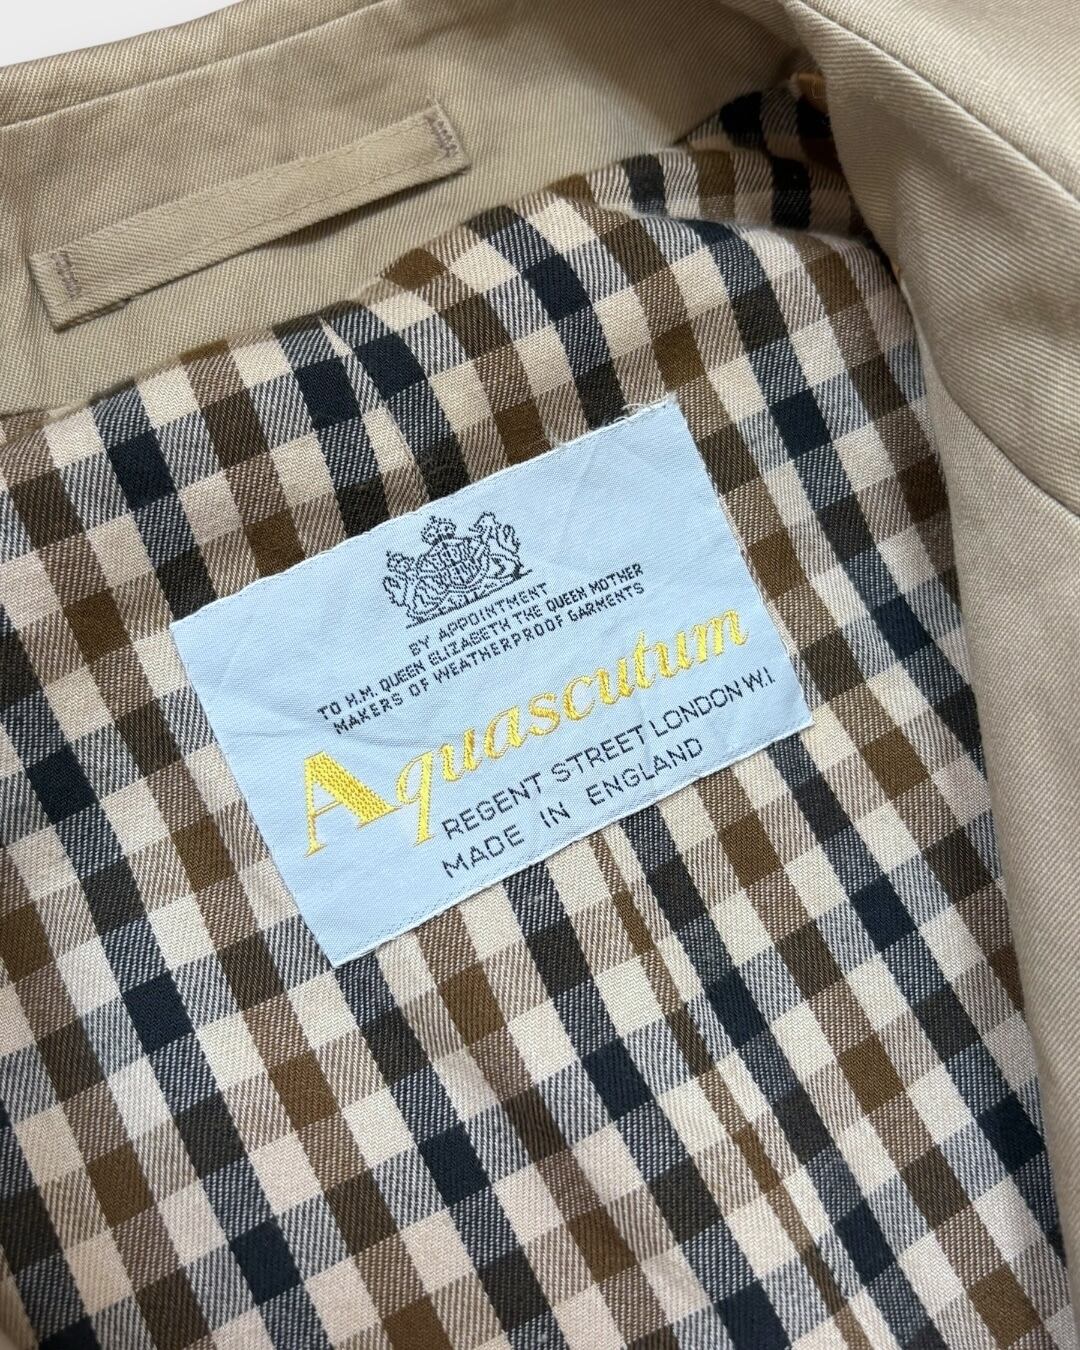 BY APPOINTMENT
TO H.M. QUEEN ELIZABETH THE QUEEN MOTHER
MAKERS OF WEATHERPROOF GARMENTS
Aquascutum
REGENT STREET LONDON W.I.
MADE IN ENGLAND